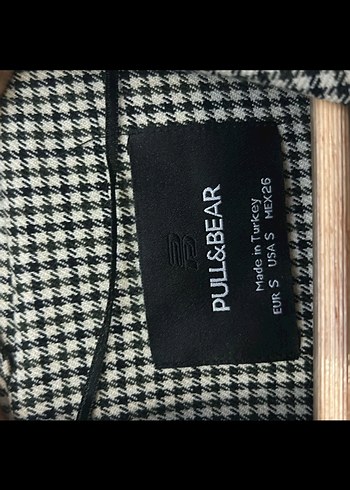 PULL&BEAR
Made in Turkey
EUR S USA S MEX 26